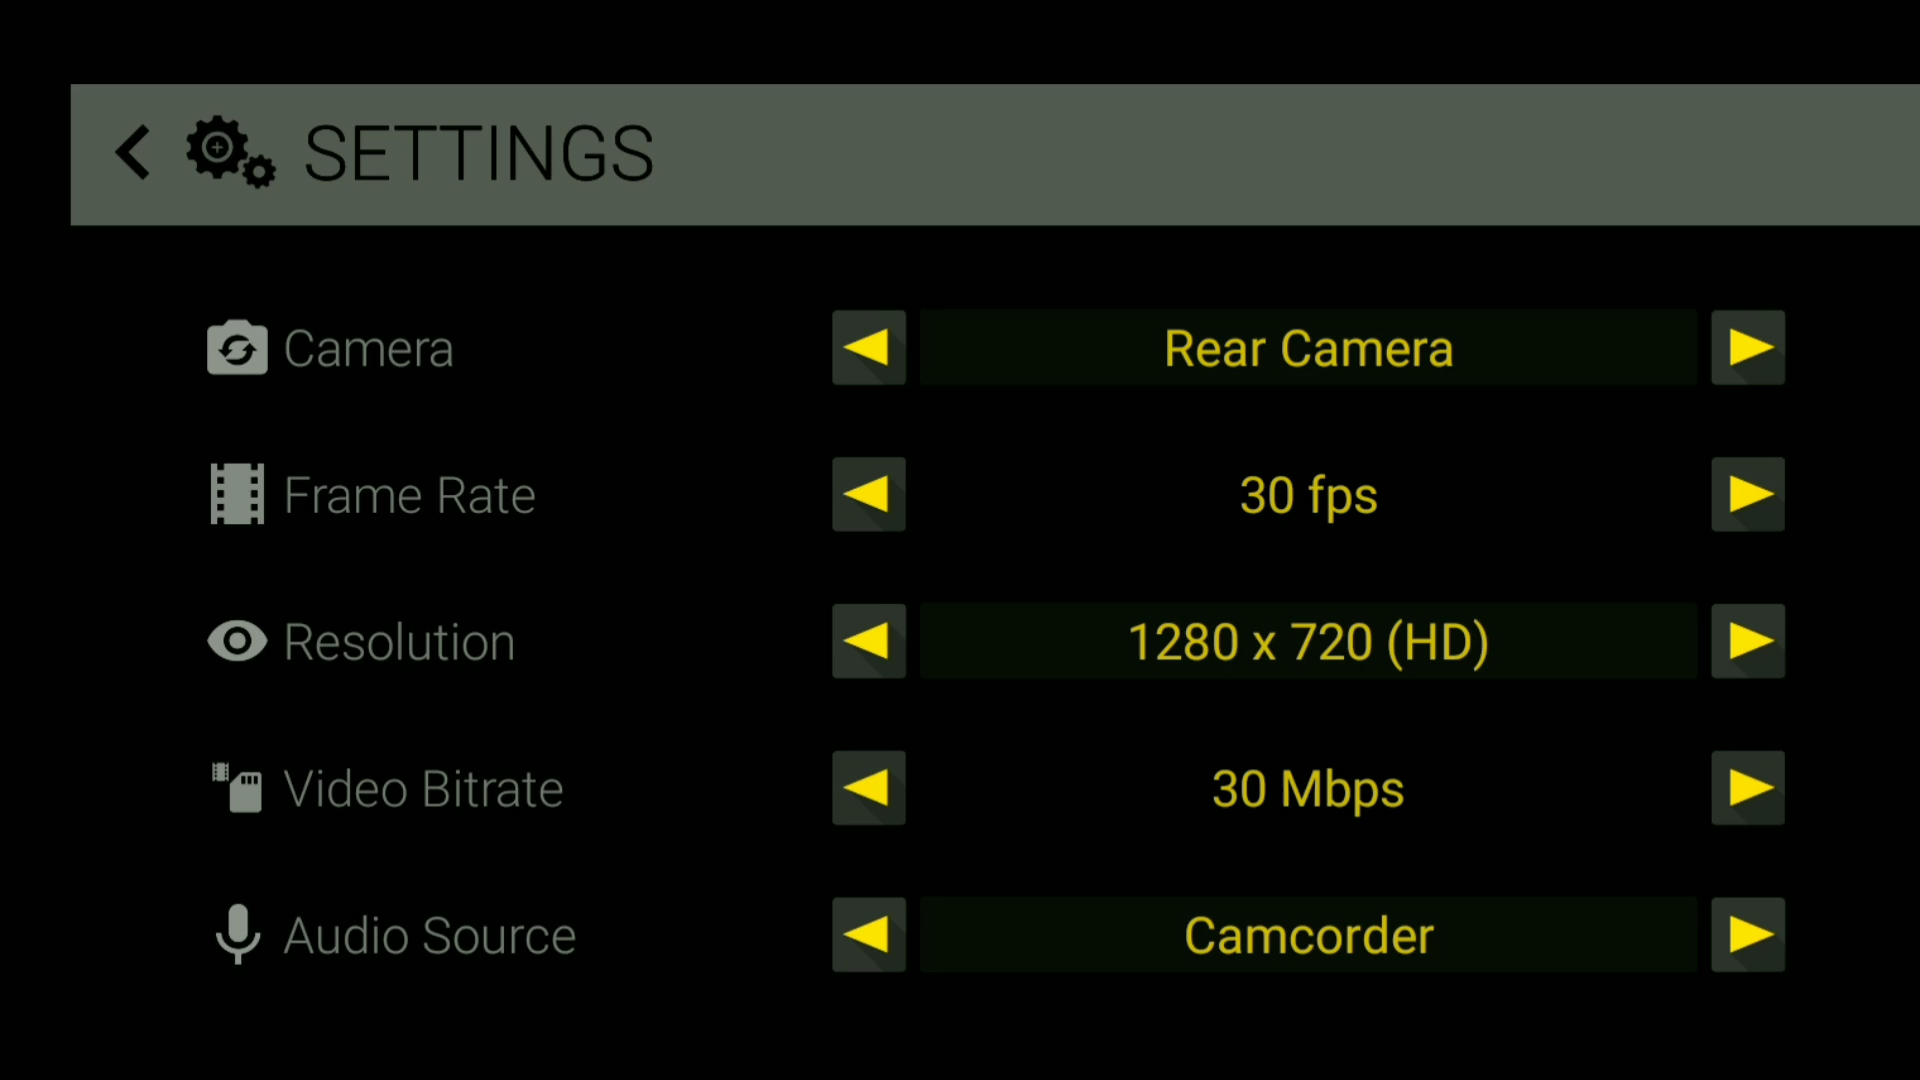 SETTINGS
Camera
Rear Camera
Frame Rate
30 fps
Resolution
1280 x 720 (HD)
Video Bitrate
30 Mbps
Audio Source
Camcorder